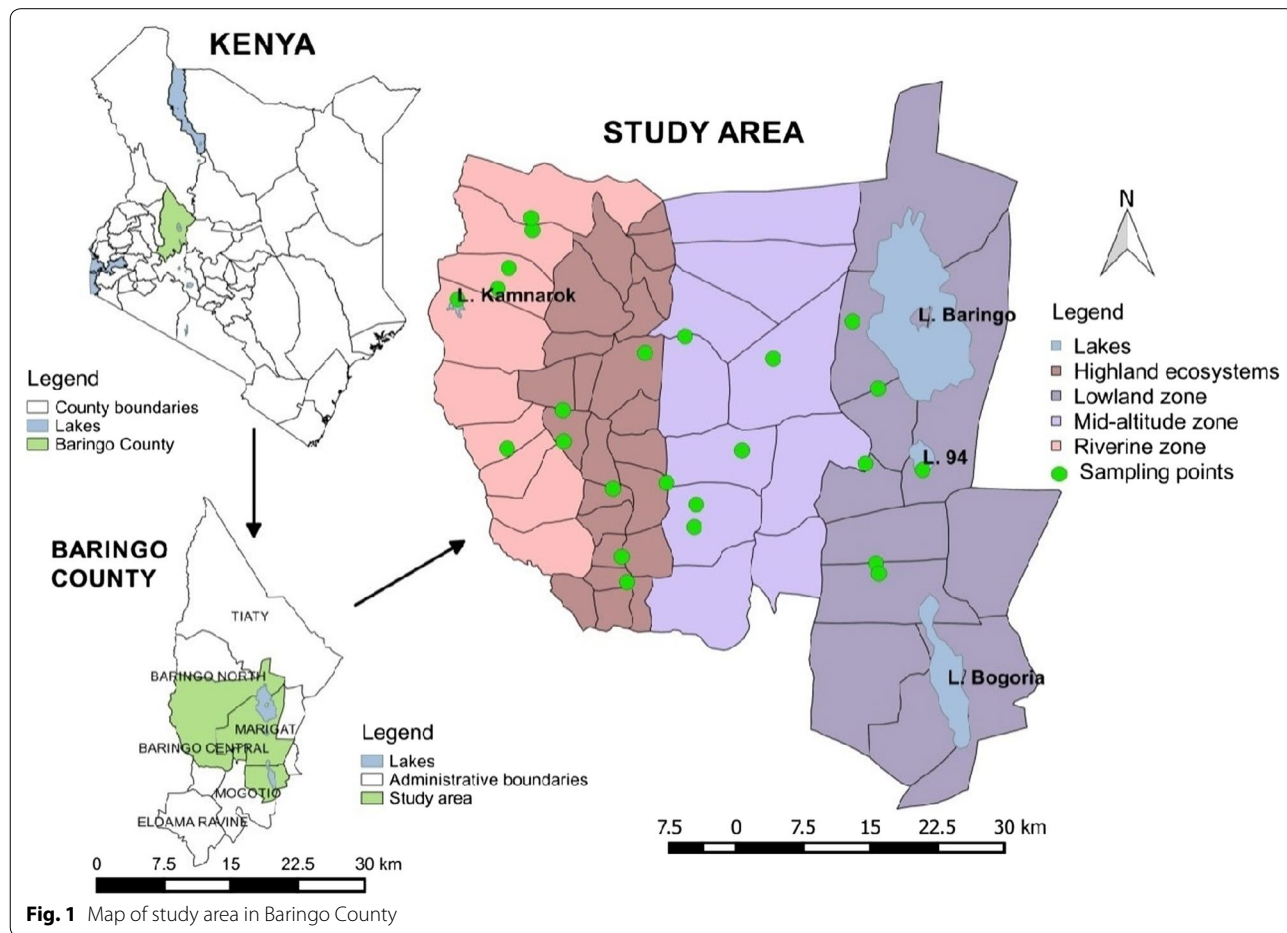 KENYA
Legend
County boundaries
Lakes
Baringo County
BARINGO
COUNTY
TIATY
BARINGO NORTH
MARIGAT
BARINGO CENTRAL
MOGOTIO
ELDAMA RAVINE
Legend
Lakes
Administrative boundaries
Study area
0 7.5 15 22.5 30 km
STUDY AREA
N
L. Kamnarok
L. Baringo
L. 94
L. Bogoria
Legend
Lakes
Highland ecosystems
Lowland zone
Mid-altitude zone
Riverine zone
Sampling points
7.5 0 7.5 15 22.5 30 km
Fig. 1 Map of study area in Baringo County